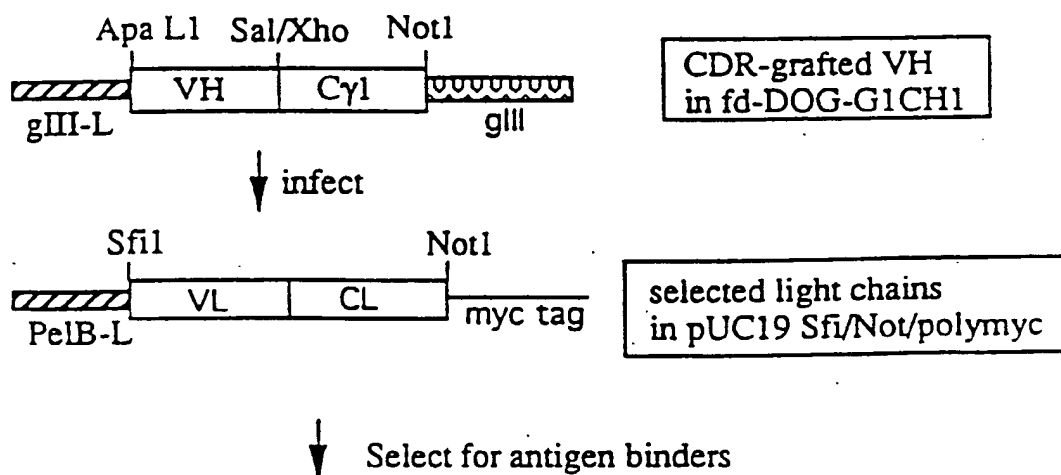 Apa L1 Sal/Xho Not1
VH Cγ1
gIII-L gIII
CDR-grafted VH
in fd-DOG-G1CH1
infect
Sfi1 Not1
VL CL
PelB-L myc tag
selected light chains
in pUC19 Sfi/Not/polymyc
Select for antigen binders